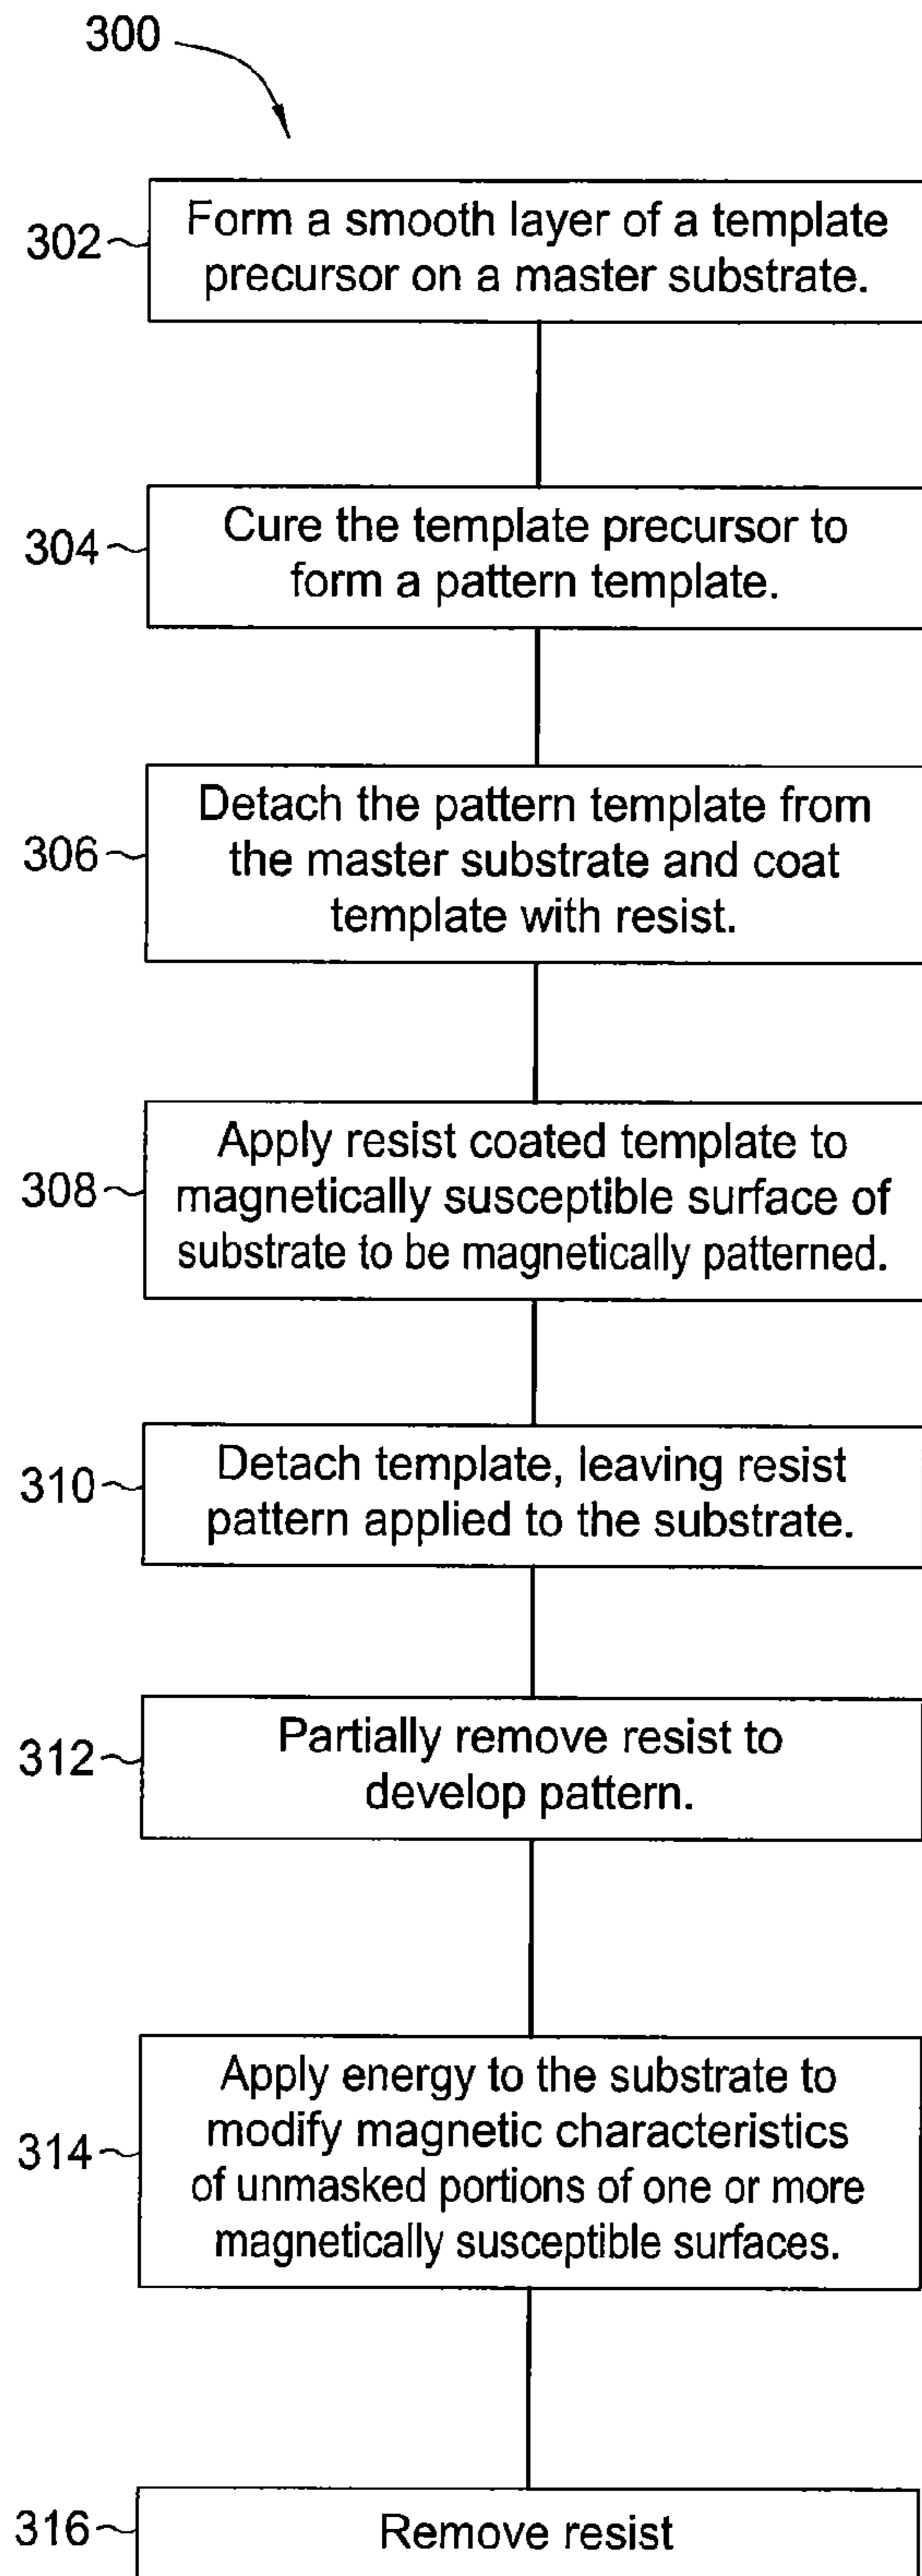 300
302
Form a smooth layer of a template
precursor on a master substrate.
304
Cure the template precursor to
form a pattern template.
306
Detach the pattern template from
the master substrate and coat
template with resist.
308
Apply resist coated template to
magnetically susceptible surface of
substrate to be magnetically patterned.
310
Detach template, leaving resist
pattern applied to the substrate.
312
Partially remove resist to
develop pattern.
314
Apply energy to the substrate to
modify magnetic characteristics
of unmasked portions of one or more
magnetically susceptible surfaces.
316
Remove resist